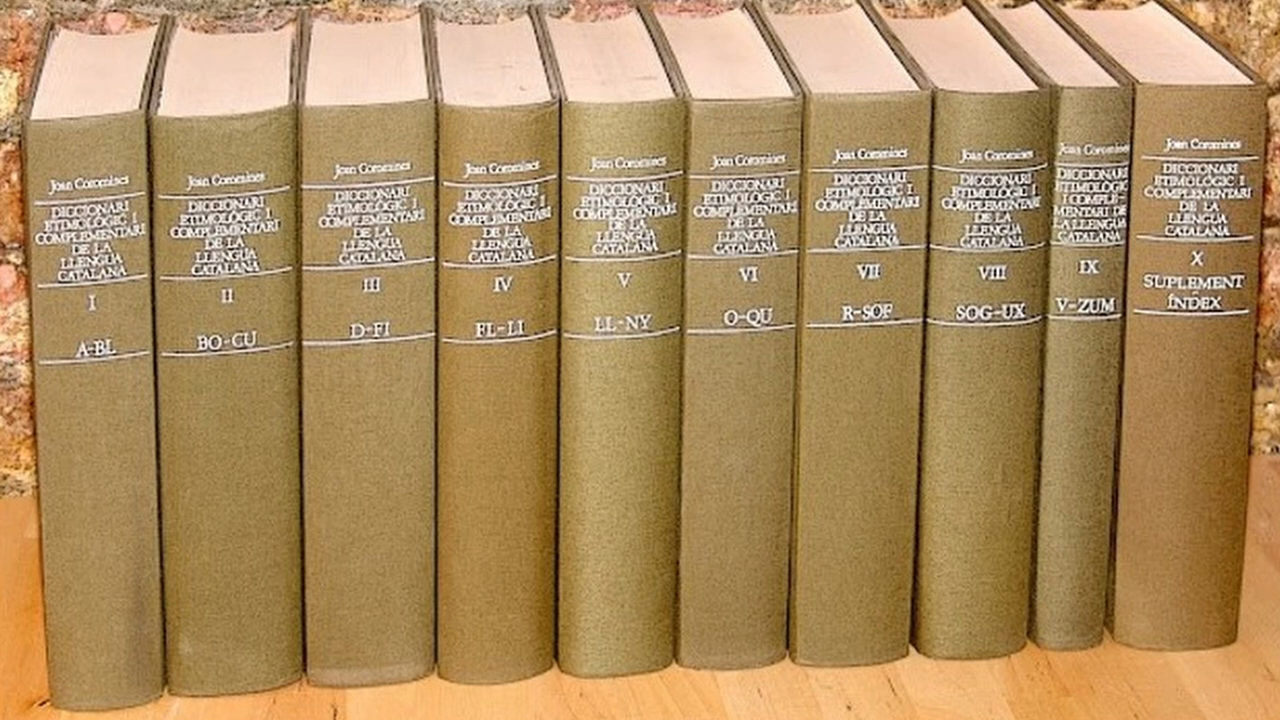 Joan Coromines
DICCIONARI
ETIMOLÒGIC I
COMPLEMENTARI
DE LA
LLENGUA
CATALANA
I
A-BL
Joan Coromines
DICCIONARI
ETIMOLÒGIC I
COMPLEMENTARI
DE LA
LLENGUA
CATALANA
II
BO-CU
Joan Coromines
DICCIONARI
ETIMOLÒGIC I
COMPLEMENTARI
DE LA
LLENGUA
CATALANA
III
D-FI
Joan Coromines
DICCIONARI
ETIMOLÒGIC I
COMPLEMENTARI
DE LA
LLENGUA
CATALANA
IV
FL-LI
Joan Coromines
DICCIONARI
ETIMOLÒGIC I
COMPLEMENTARI
DE LA
LLENGUA
CATALANA
V
LL-NY
Joan Coromines
DICCIONARI
ETIMOLÒGIC I
COMPLEMENTARI
DE LA
LLENGUA
CATALANA
VI
O-QU
Joan Coromines
DICCIONARI
ETIMOLÒGIC I
COMPLEMENTARI
DE LA
LLENGUA
CATALANA
VII
R-SOF
Joan Coromines
DICCIONARI
ETIMOLÒGIC I
COMPLEMENTARI
DE LA
LLENGUA
CATALANA
VIII
SOG-UX
Joan Coromines
DICCIONARI
ETIMOLÒGIC
I COMPLE-
MENTARI DE
LA LLENGUA
CATALANA
IX
V-ZUM
Joan Coromines
DICCIONARI
ETIMOLÒGIC I
COMPLEMENTARI
DE LA
LLENGUA
CATALANA
X
SUPLEMENT
-
ÍNDEX